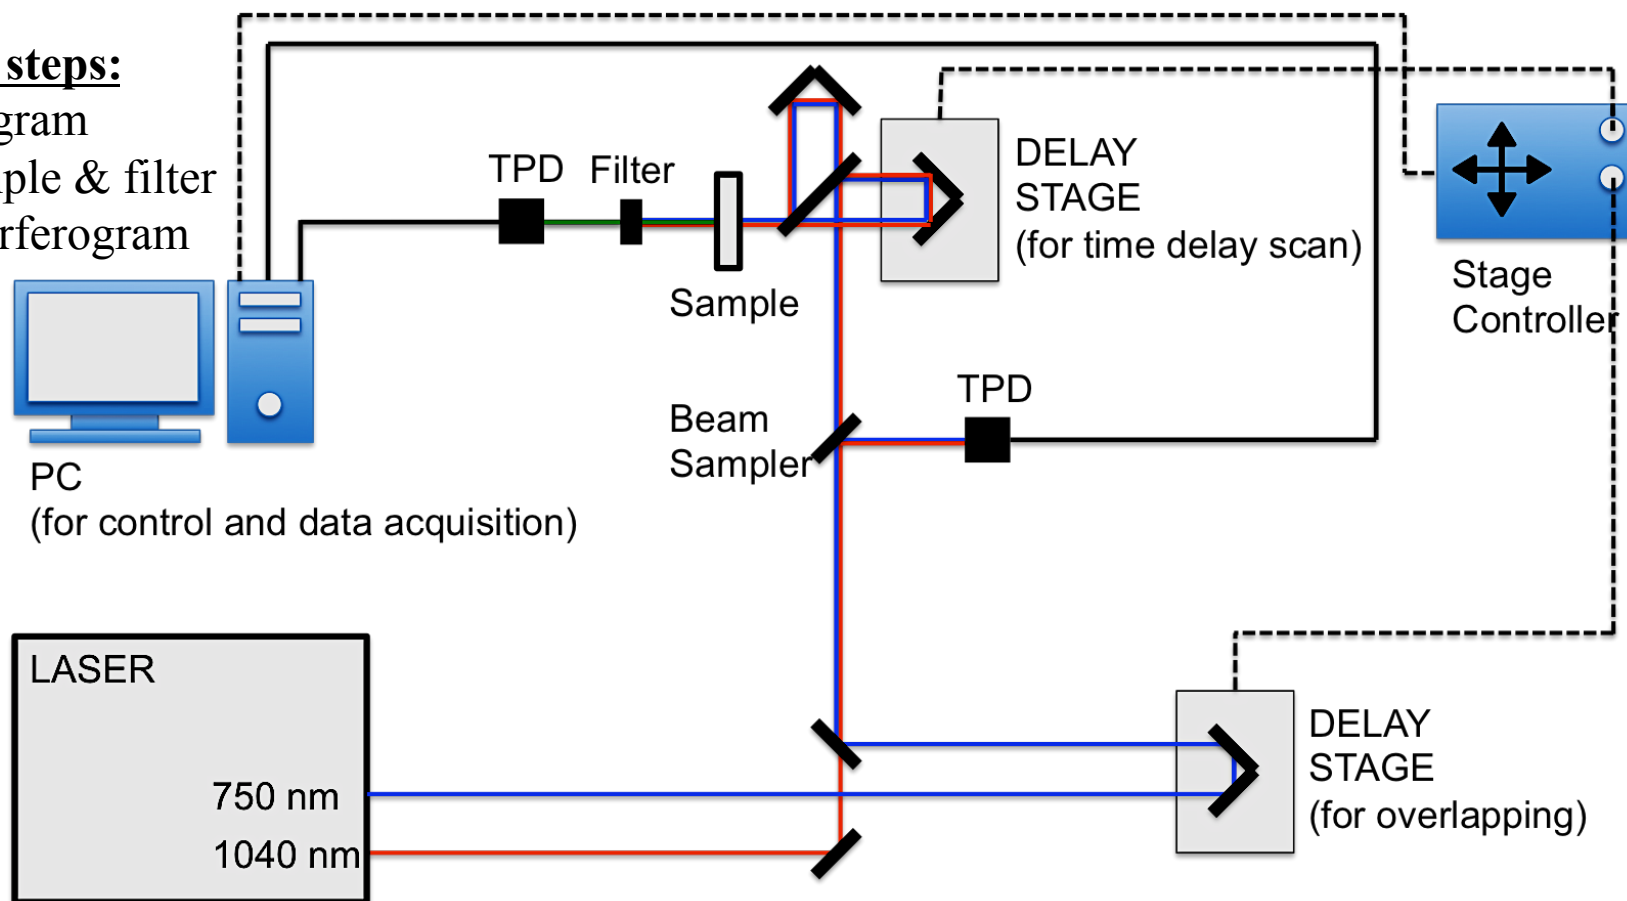 steps:
gram
ple & filter
rferogram
TPD
Filter
DELAY
STAGE
(for time delay scan)
Sample
Stage
Controller
TPD
Beam
Sampler
PC
(for control and data acquisition)
LASER
750 nm
1040 nm
DELAY
STAGE
(for overlapping)